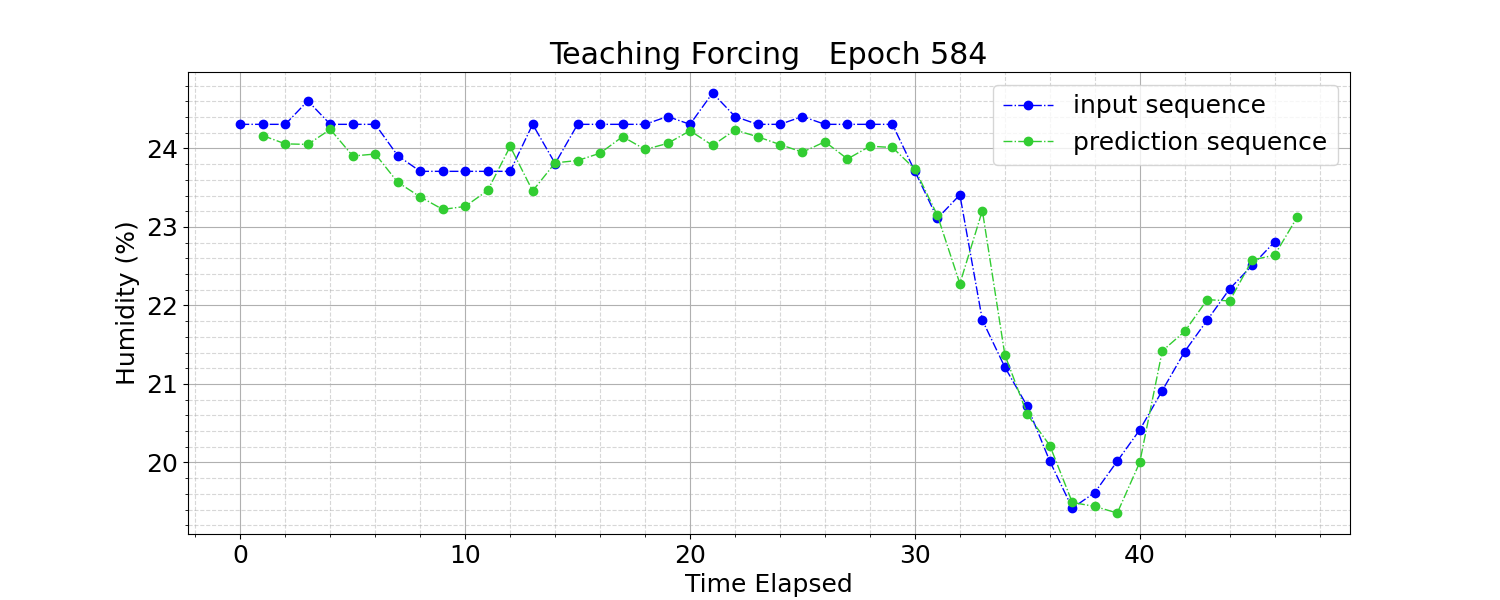 Teaching Forcing   Epoch 584
input sequence
prediction sequence
Humidity (%)
24
23
22
21
20
0 10 20 30 40
Time Elapsed